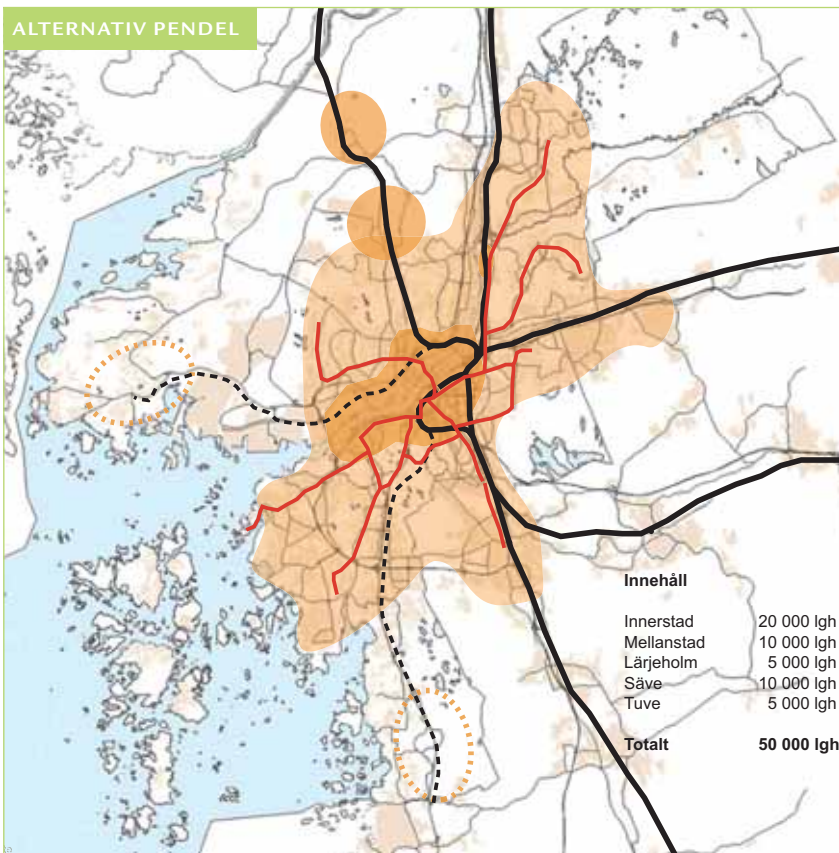 ALTERNATIV PENDEL
Innehåll
Innerstad 20 000 lgh
Mellanstad 10 000 lgh
Lärjeholm 5 000 lgh
Säve 10 000 lgh
Tuve 5 000 lgh
Totalt 50 000 lgh